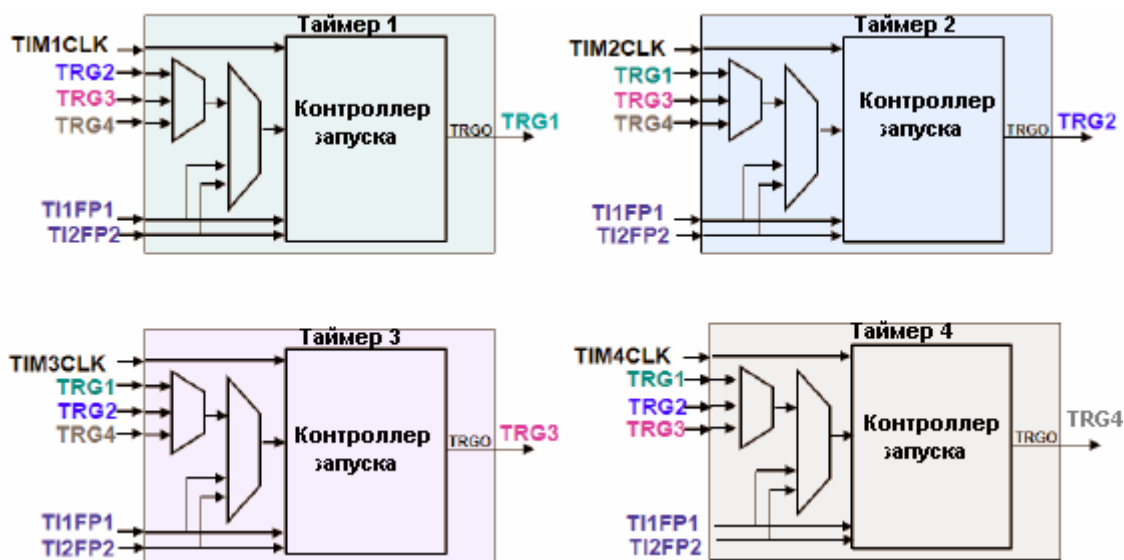 Таймер 1
TIM1CLK
TRG2
TRG3
TRG4
Контроллер
запуска
TRGO
TRG1
TI1FP1
TI2FP2
Таймер 2
TIM2CLK
TRG1
TRG3
TRG4
Контроллер
запуска
TRGO
TRG2
TI1FP1
TI2FP2
Таймер 3
TIM3CLK
TRG1
TRG2
TRG4
Контроллер
запуска
TRGO
TRG3
TI1FP1
TI2FP2
Таймер 4
TIM4CLK
TRG1
TRG2
TRG3
Контроллер
запуска
TRGO
TRG4
TI1FP1
TI2FP2